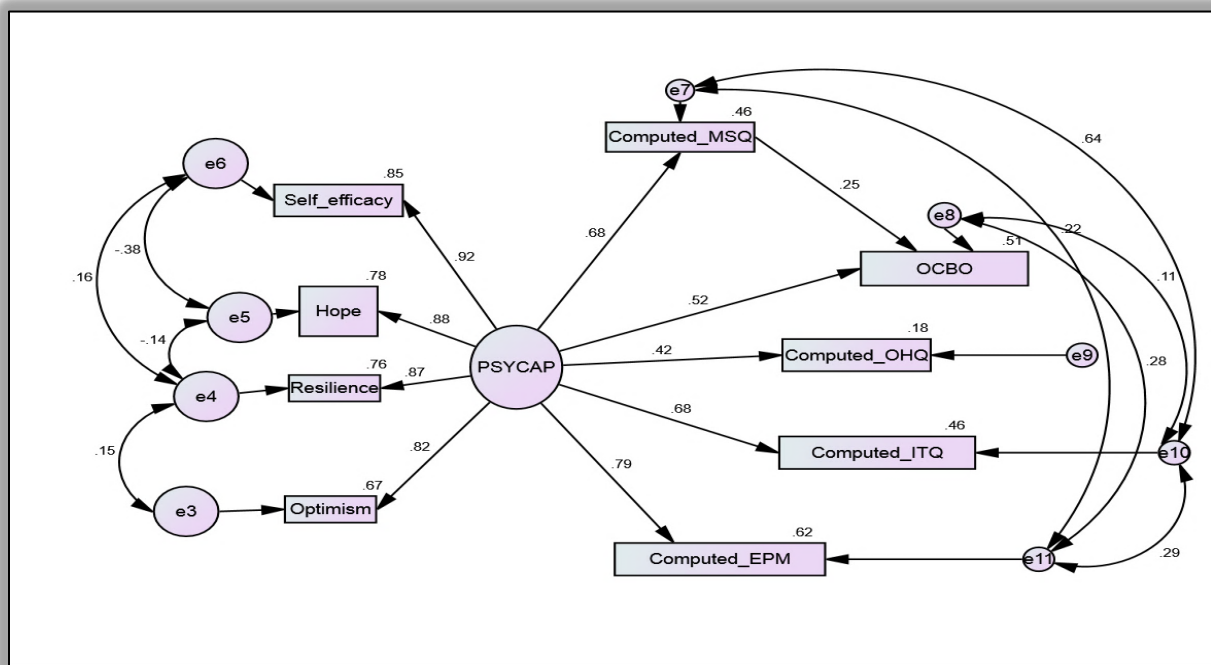 e7
.46
Computed_MSQ
.64
e6
.85
Self_efficacy
.25
e8
.22
.51
OCBO
.68
.92
-.38
.16
.11
.78
Hope
e5
.88
.52
.18
Computed_OHQ
e9
.42
-.14
PSYCAP
.28
.76
Resilience
.87
e4
.68
.46
Computed_ITQ
e10
.15
.82
.79
.67
Optimism
e3
.62
Computed_EPM
e11
.29